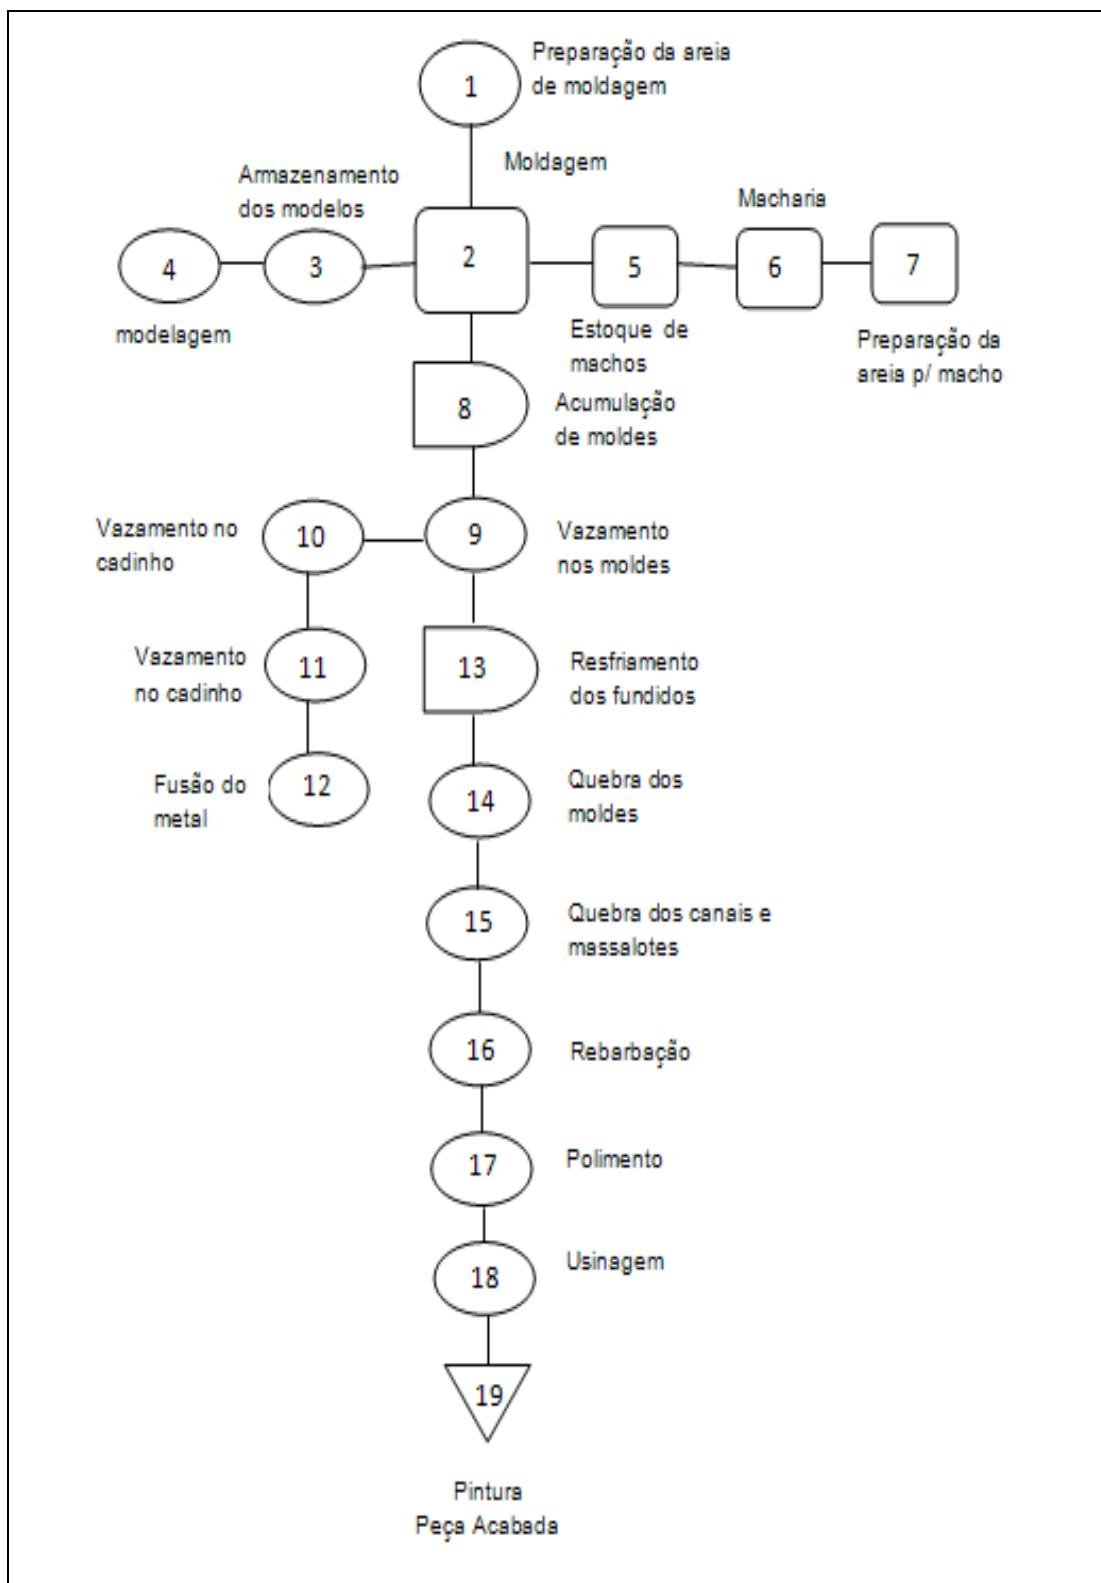 1
Preparação da areia
de moldagem
Moldagem
Armazenamento
dos modelos
Macharia
4
3
2
5
6
7
modelagem
Estoque de
machos
Preparação da
areia p/ macho
8
Acumulação
de moldes
Vazamento no
cadinho
10
9
Vazamento
nos moldes
Vazamento
no cadinho
11
13
Resfriamento
dos fundidos
Fusão do
metal
12
14
Quebra dos
moldes
15
Quebra dos canais e
massalotes
16
Rebarbação
17
Polimento
18
Usinagem
19
Pintura
Peça Acabada